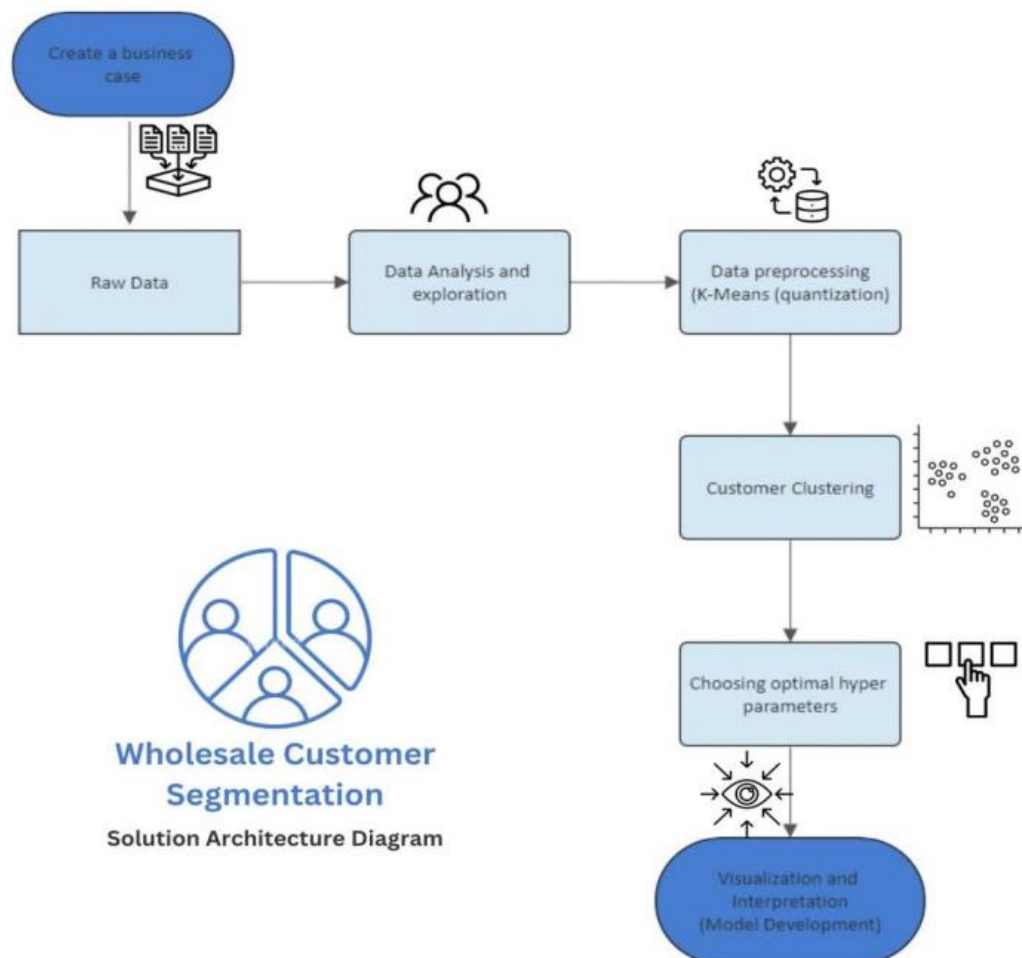 Create a business
case
Raw Data
Data Analysis and
exploration
Data preprocessing
(K-Means (quantization)
Customer Clustering
Choosing optimal hyper
parameters
Wholesale Customer
Segmentation
Solution Architecture Diagram
Visualization and
Interpretation
(Model Development)